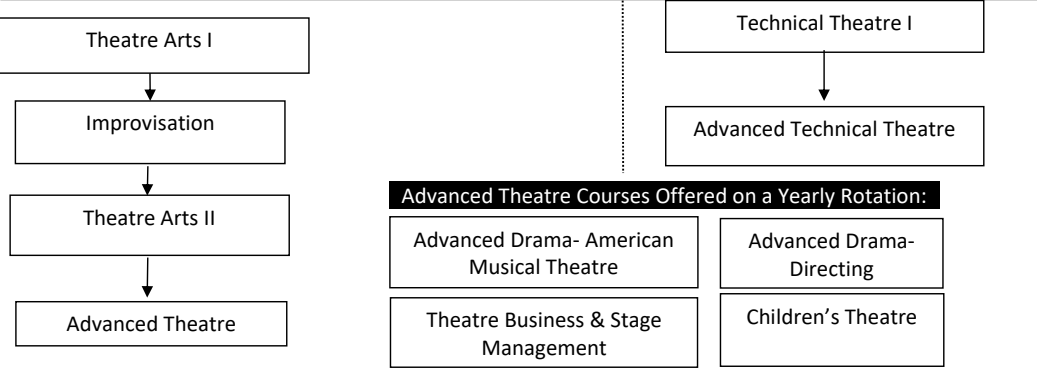 Theatre Arts I
Improvisation
Theatre Arts II
Advanced Theatre
Technical Theatre I
Advanced Technical Theatre
Advanced Theatre Courses Offered on a Yearly Rotation:
Advanced Drama- American
Musical Theatre
Advanced Drama-
Directing
Theatre Business & Stage
Management
Children’s Theatre